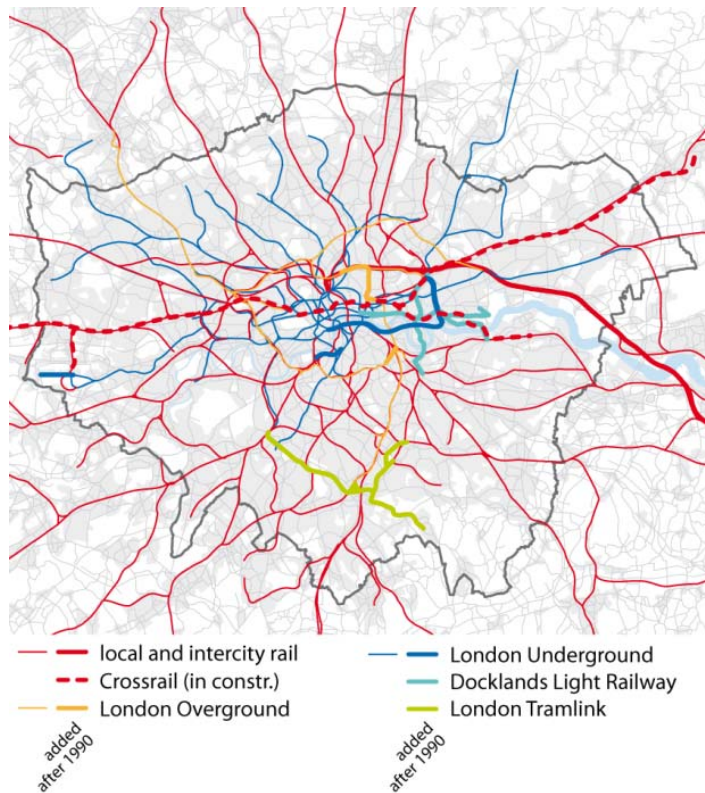 local and intercity rail
Crossrail (in constr.)
London Overground
added
after 1990
London Underground
Docklands Light Railway
London Tramlink
added
after 1990